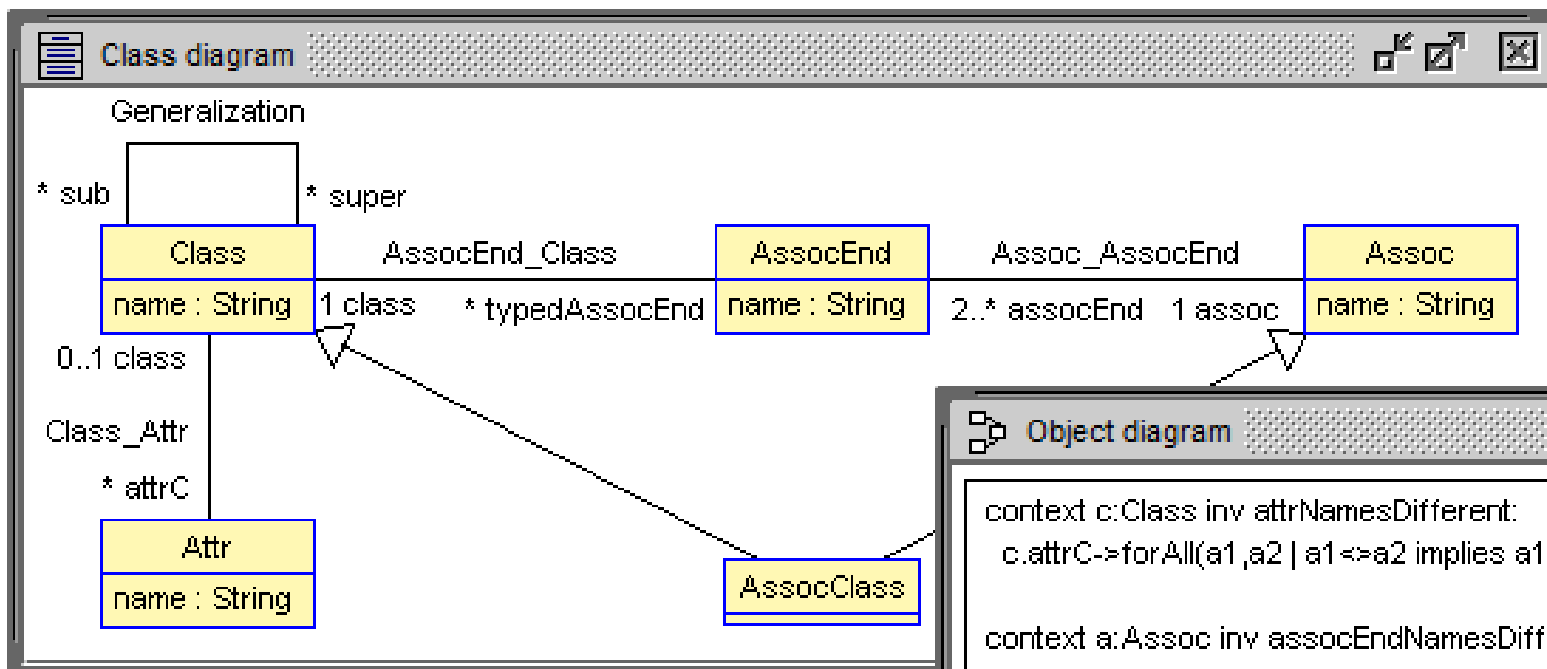 Class diagram
Generalization
* sub
* super
Class
AssocEnd_Class
AssocEnd
Assoc_AssocEnd
Assoc
name : String
1 class
* typedAssocEnd
name : String
2..* assocEnd
1 assoc
name : String
0..1 class
Class_Attr
* attrC
Attr
name : String
AssocClass
Object diagram
context c:Class inv attrNamesDifferent:
c.attrC->forAll(a1,a2 | a1<>a2 implies a1
context a:Assoc inv assocEndNamesDiff